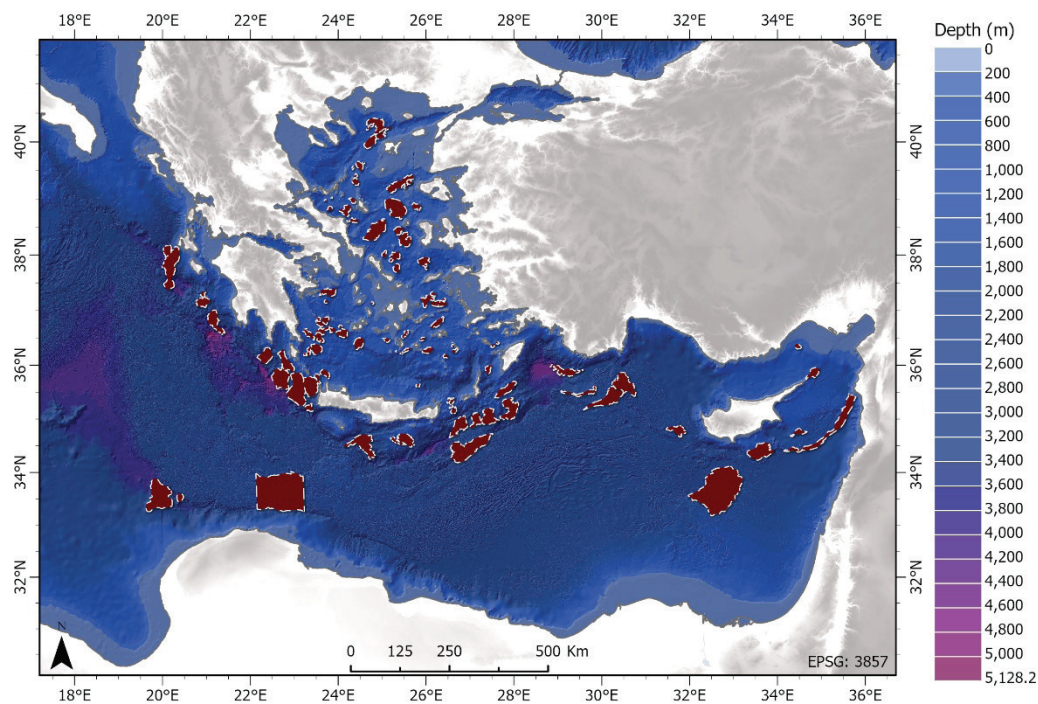 18°E 20°E 22°E 24°E 26°E 28°E 30°E 32°E 34°E 36°E
Depth (m)
0
200
400
600
800
1,000
1,200
1,400
1,600
1,800
2,000
2,200
2,400
2,600
2,800
3,000
3,200
3,400
3,600
3,800
4,000
4,200
4,400
4,600
4,800
5,000
5,128.2
40°N 40°N
38°N 38°N
36°N 36°N
34°N 34°N
32°N 32°N
N
0 125 250 500 Km
EPSG: 3857
18°E 20°E 22°E 24°E 26°E 28°E 30°E 32°E 34°E 36°E